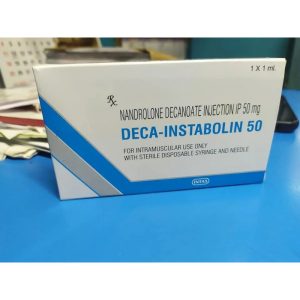 1 X 1 ml.
Rx
NANDROLONE DECANOATE INJECTION IP 50 mg
DECA-INSTABOLIN 50
FOR INTRAMUSCULAR USE ONLY
WITH STERILE DISPOSABLE SYRINGE AND NEEDLE
INTAS